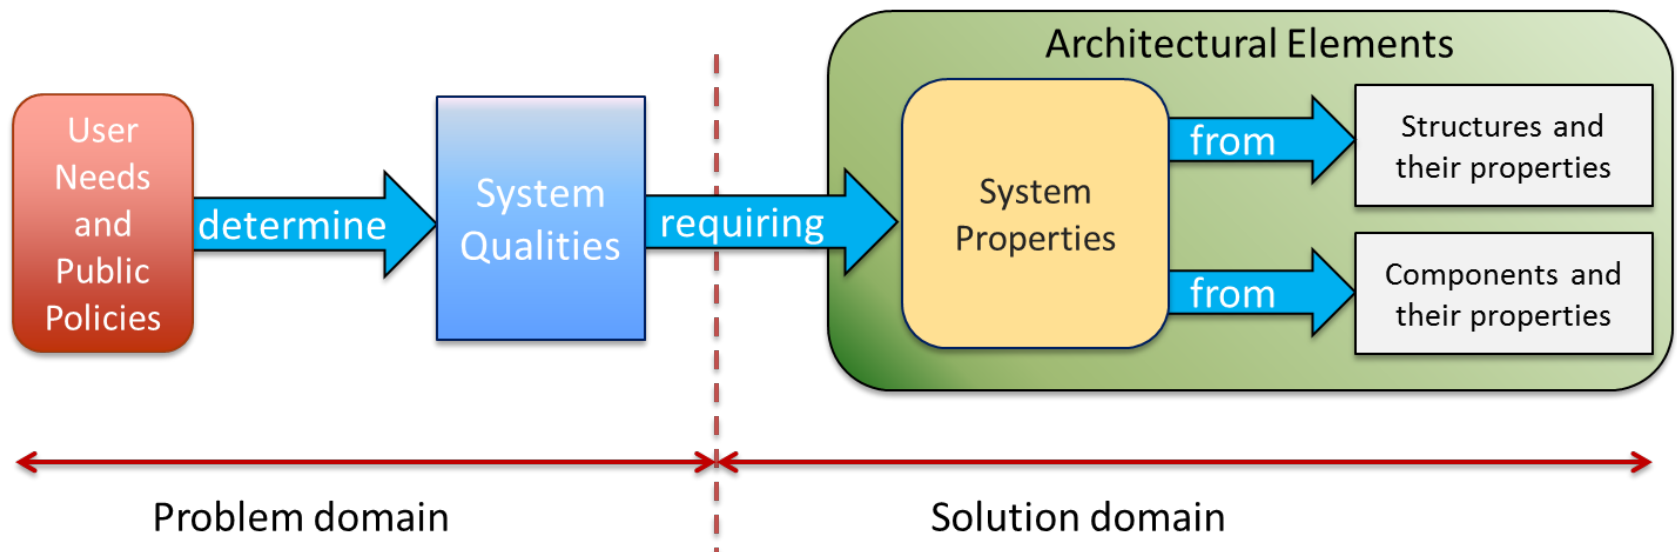 User
Needs
and
Public
Policies
determine
System
Qualities
requiring
Architectural Elements
System
Properties
from
Structures and
their properties
from
Components and
their properties
Problem domain
Solution domain